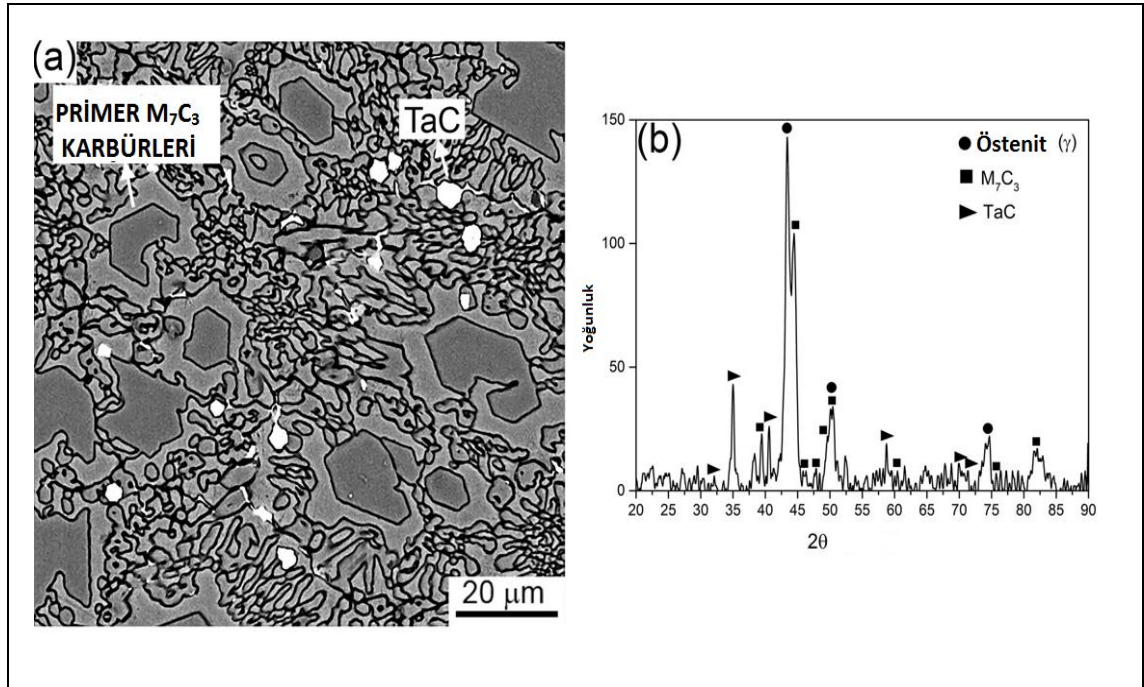 (a)
PRİMER M₇C₃
KARBÜRLERİ
TaC
20 µm
(b)
Östenit (γ)
M₇C₃
TaC
Yoğunluk
150
100
50
0
20 25 30 35 40 45 50 55 60 65 70 75 80 85 90
2θ